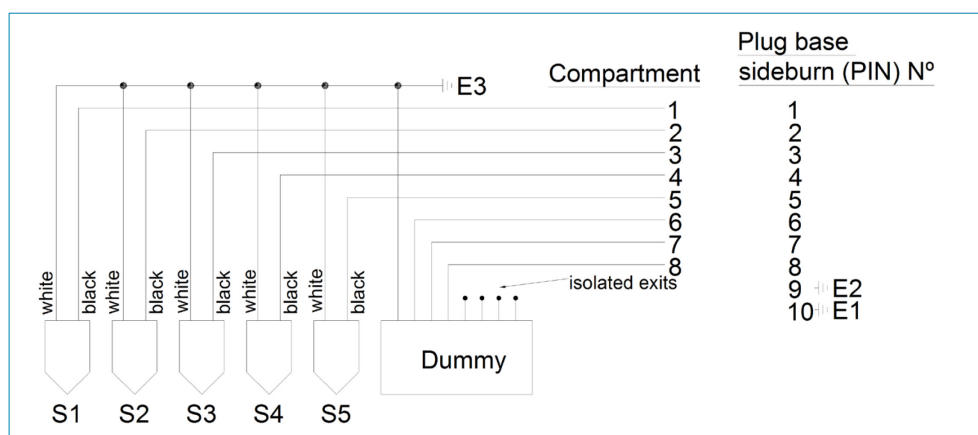 Plug base
Compartment sideburn (PIN) Nº
E3
1 1
2 2
3 3
4 4
5 5
6 6
7 7
8 8
isolated exits
9 E2
10 E1
white black white black white black white black white black
Dummy
S1 S2 S3 S4 S5